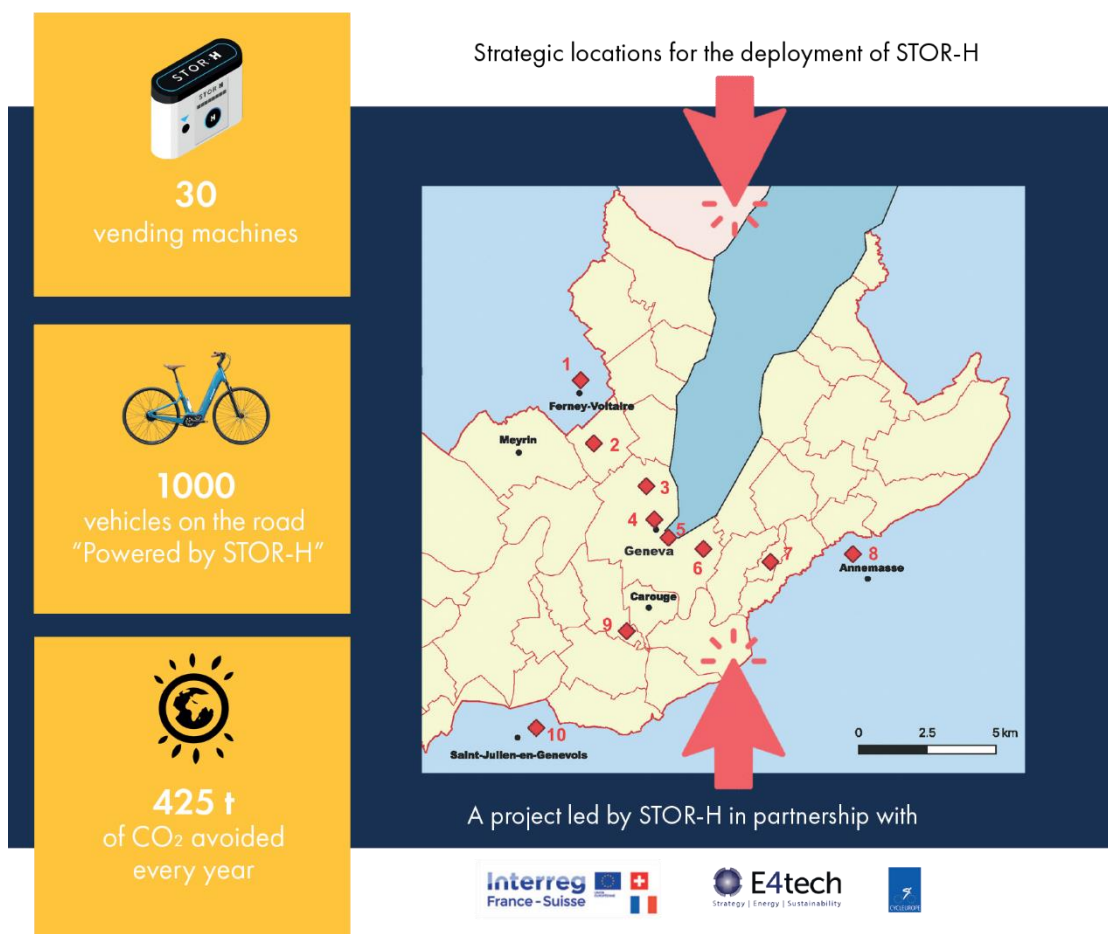 STOR-H
STOR H
H
30
vending machines
1000
vehicles on the road
“Powered by STOR-H”
425 t
of CO₂ avoided
every year
Strategic locations for the deployment of STOR-H
1
Ferney-Voltaire
Meyrin
2
3
4
5
Geneva
6
7
8
Annemasse
Carouge
9
10
Saint-Julien-en-Genevois
0 2.5 5 km
A project led by STOR-H in partnership with
Interreg
France - Suisse
E4tech
Strategy | Energy | Sustainability
CYCLEUROPE